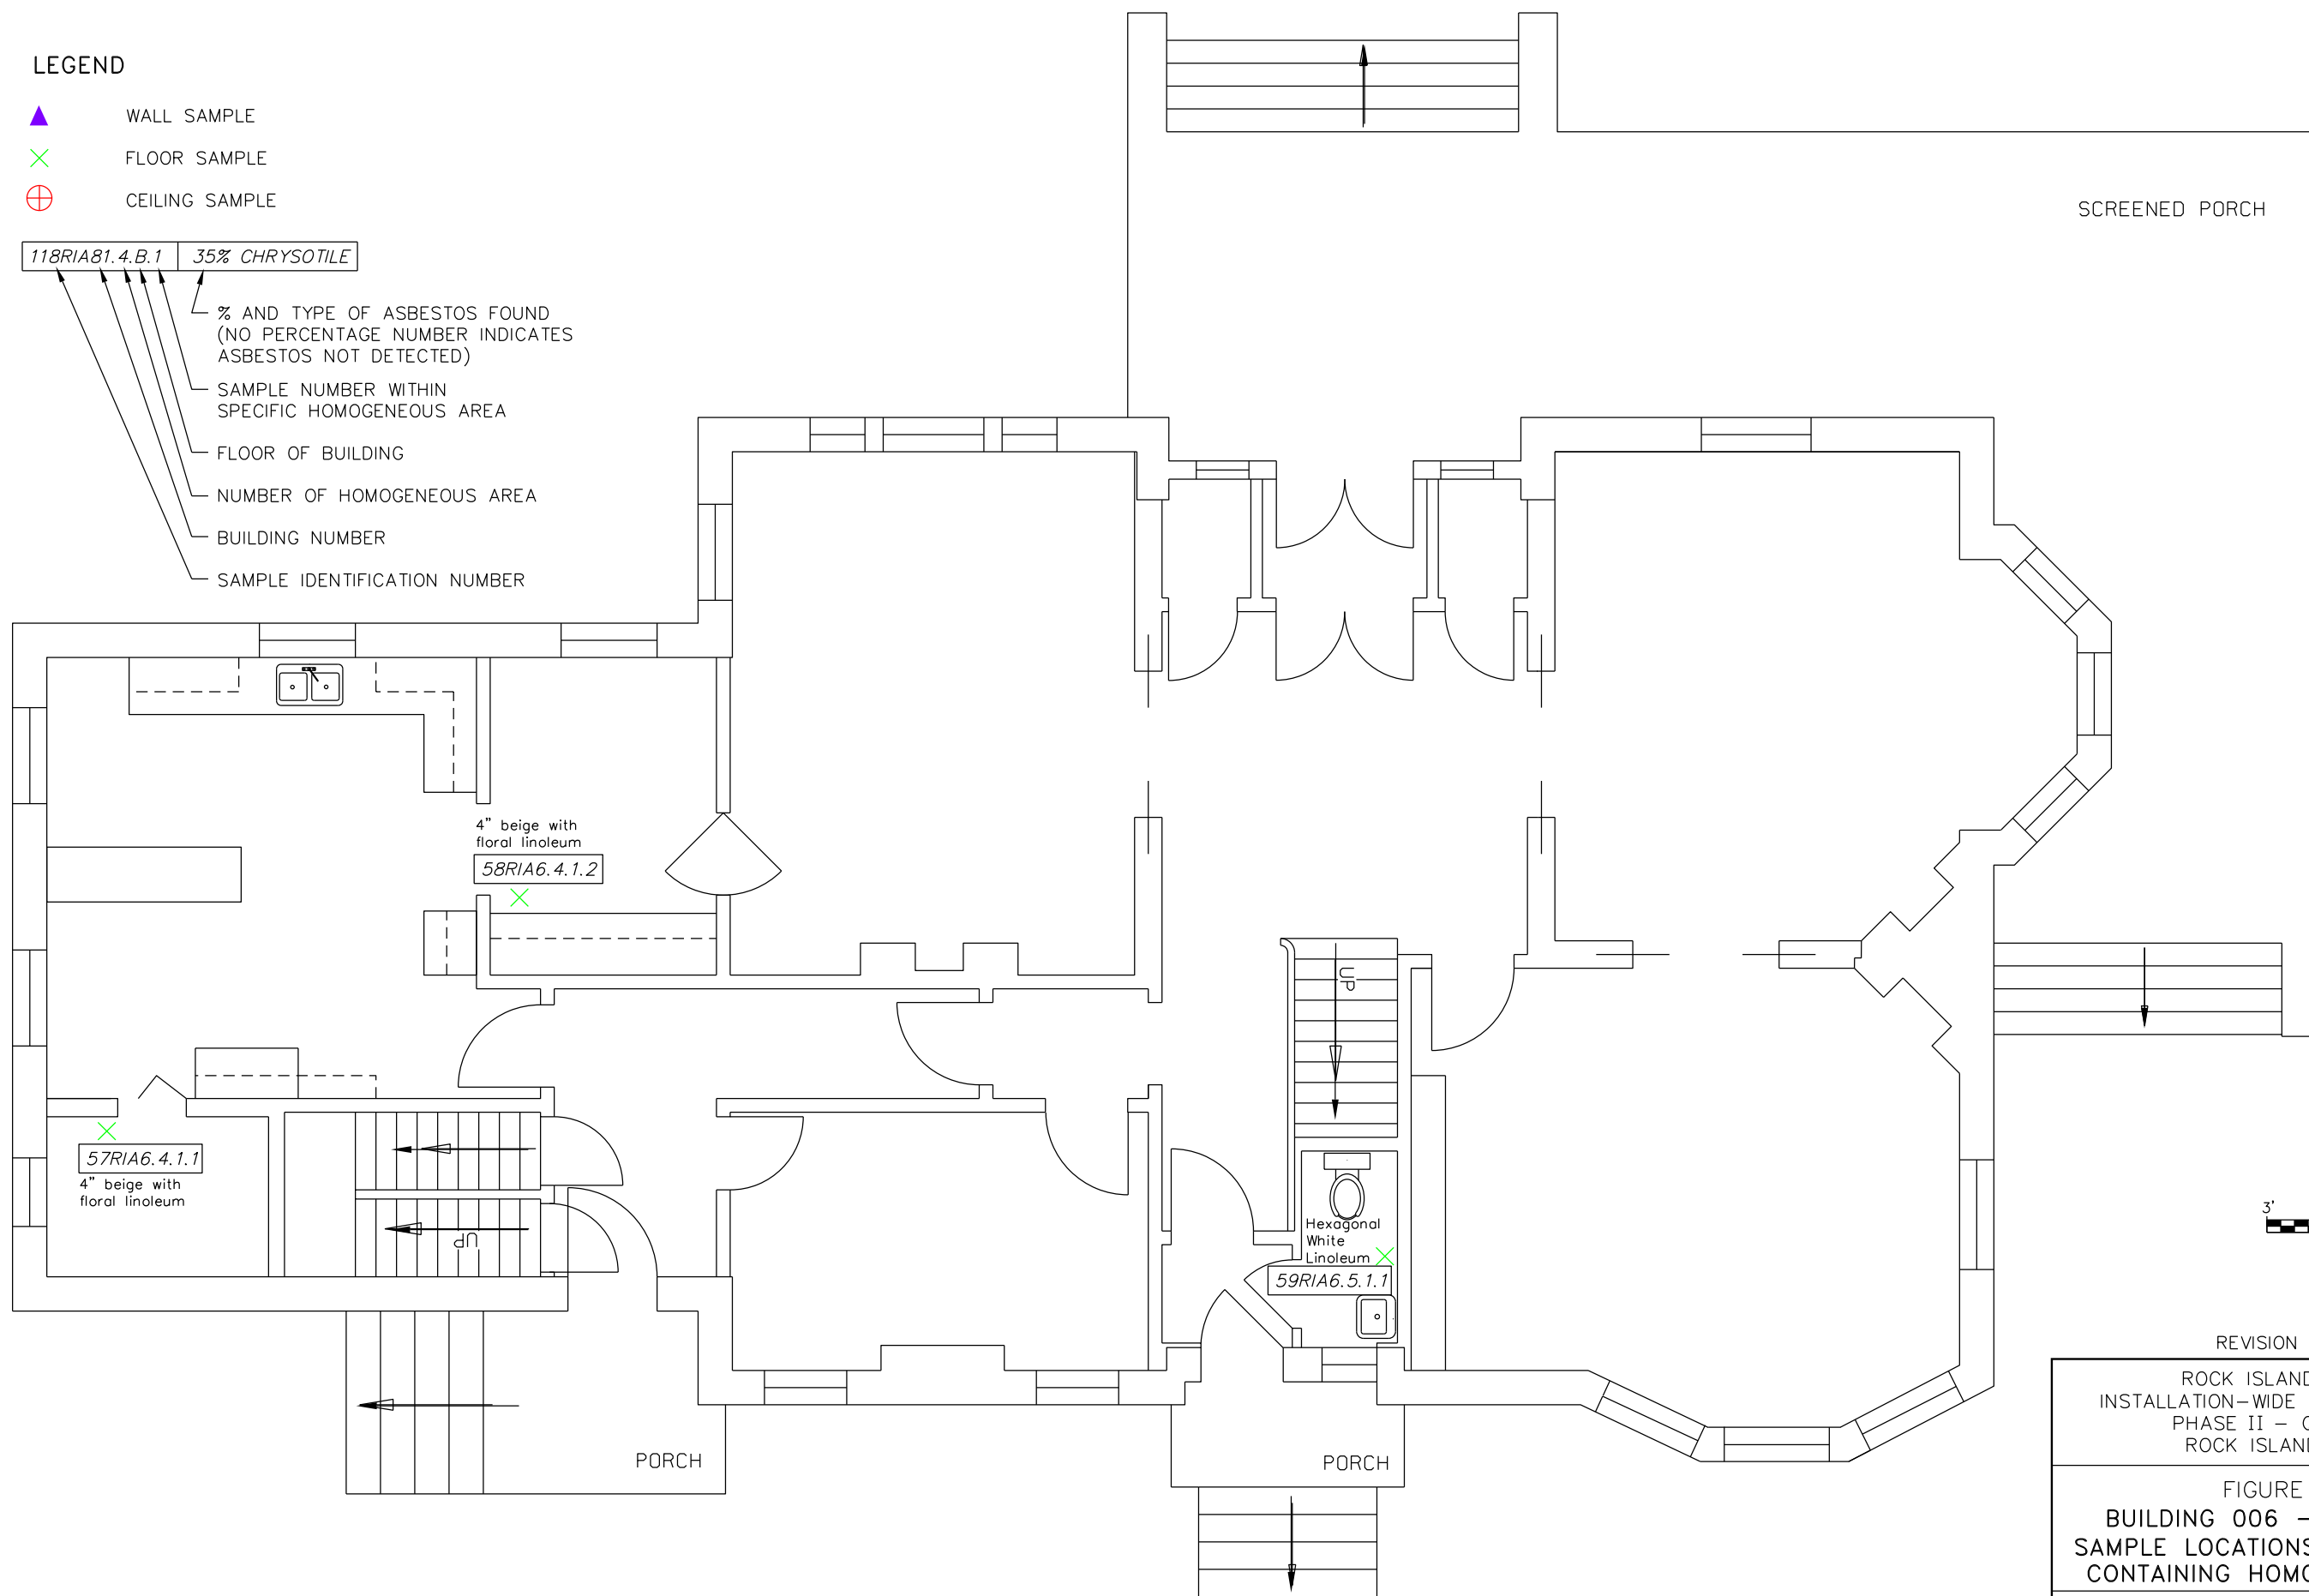 LEGEND
WALL SAMPLE
FLOOR SAMPLE
CEILING SAMPLE
118RIA81.4.B.1 35% CHRYSOTILE
% AND TYPE OF ASBESTOS FOUND
(NO PERCENTAGE NUMBER INDICATES
ASBESTOS NOT DETECTED)
SAMPLE NUMBER WITHIN
SPECIFIC HOMOGENEOUS AREA
FLOOR OF BUILDING
NUMBER OF HOMOGENEOUS AREA
BUILDING NUMBER
SAMPLE IDENTIFICATION NUMBER
SCREENED PORCH
4" beige with
floral linoleum
58RIA6.4.1.2
UP
57RIA6.4.1.1
4" beige with
floral linoleum
UP
Hexagonal
White
Linoleum
59RIA6.5.1.1
3'
PORCH
PORCH
REVISION
ROCK ISLAND
INSTALLATION-WIDE
PHASE II -
ROCK ISLAND
FIGURE
BUILDING 006 -
SAMPLE LOCATIONS
CONTAINING HOMO